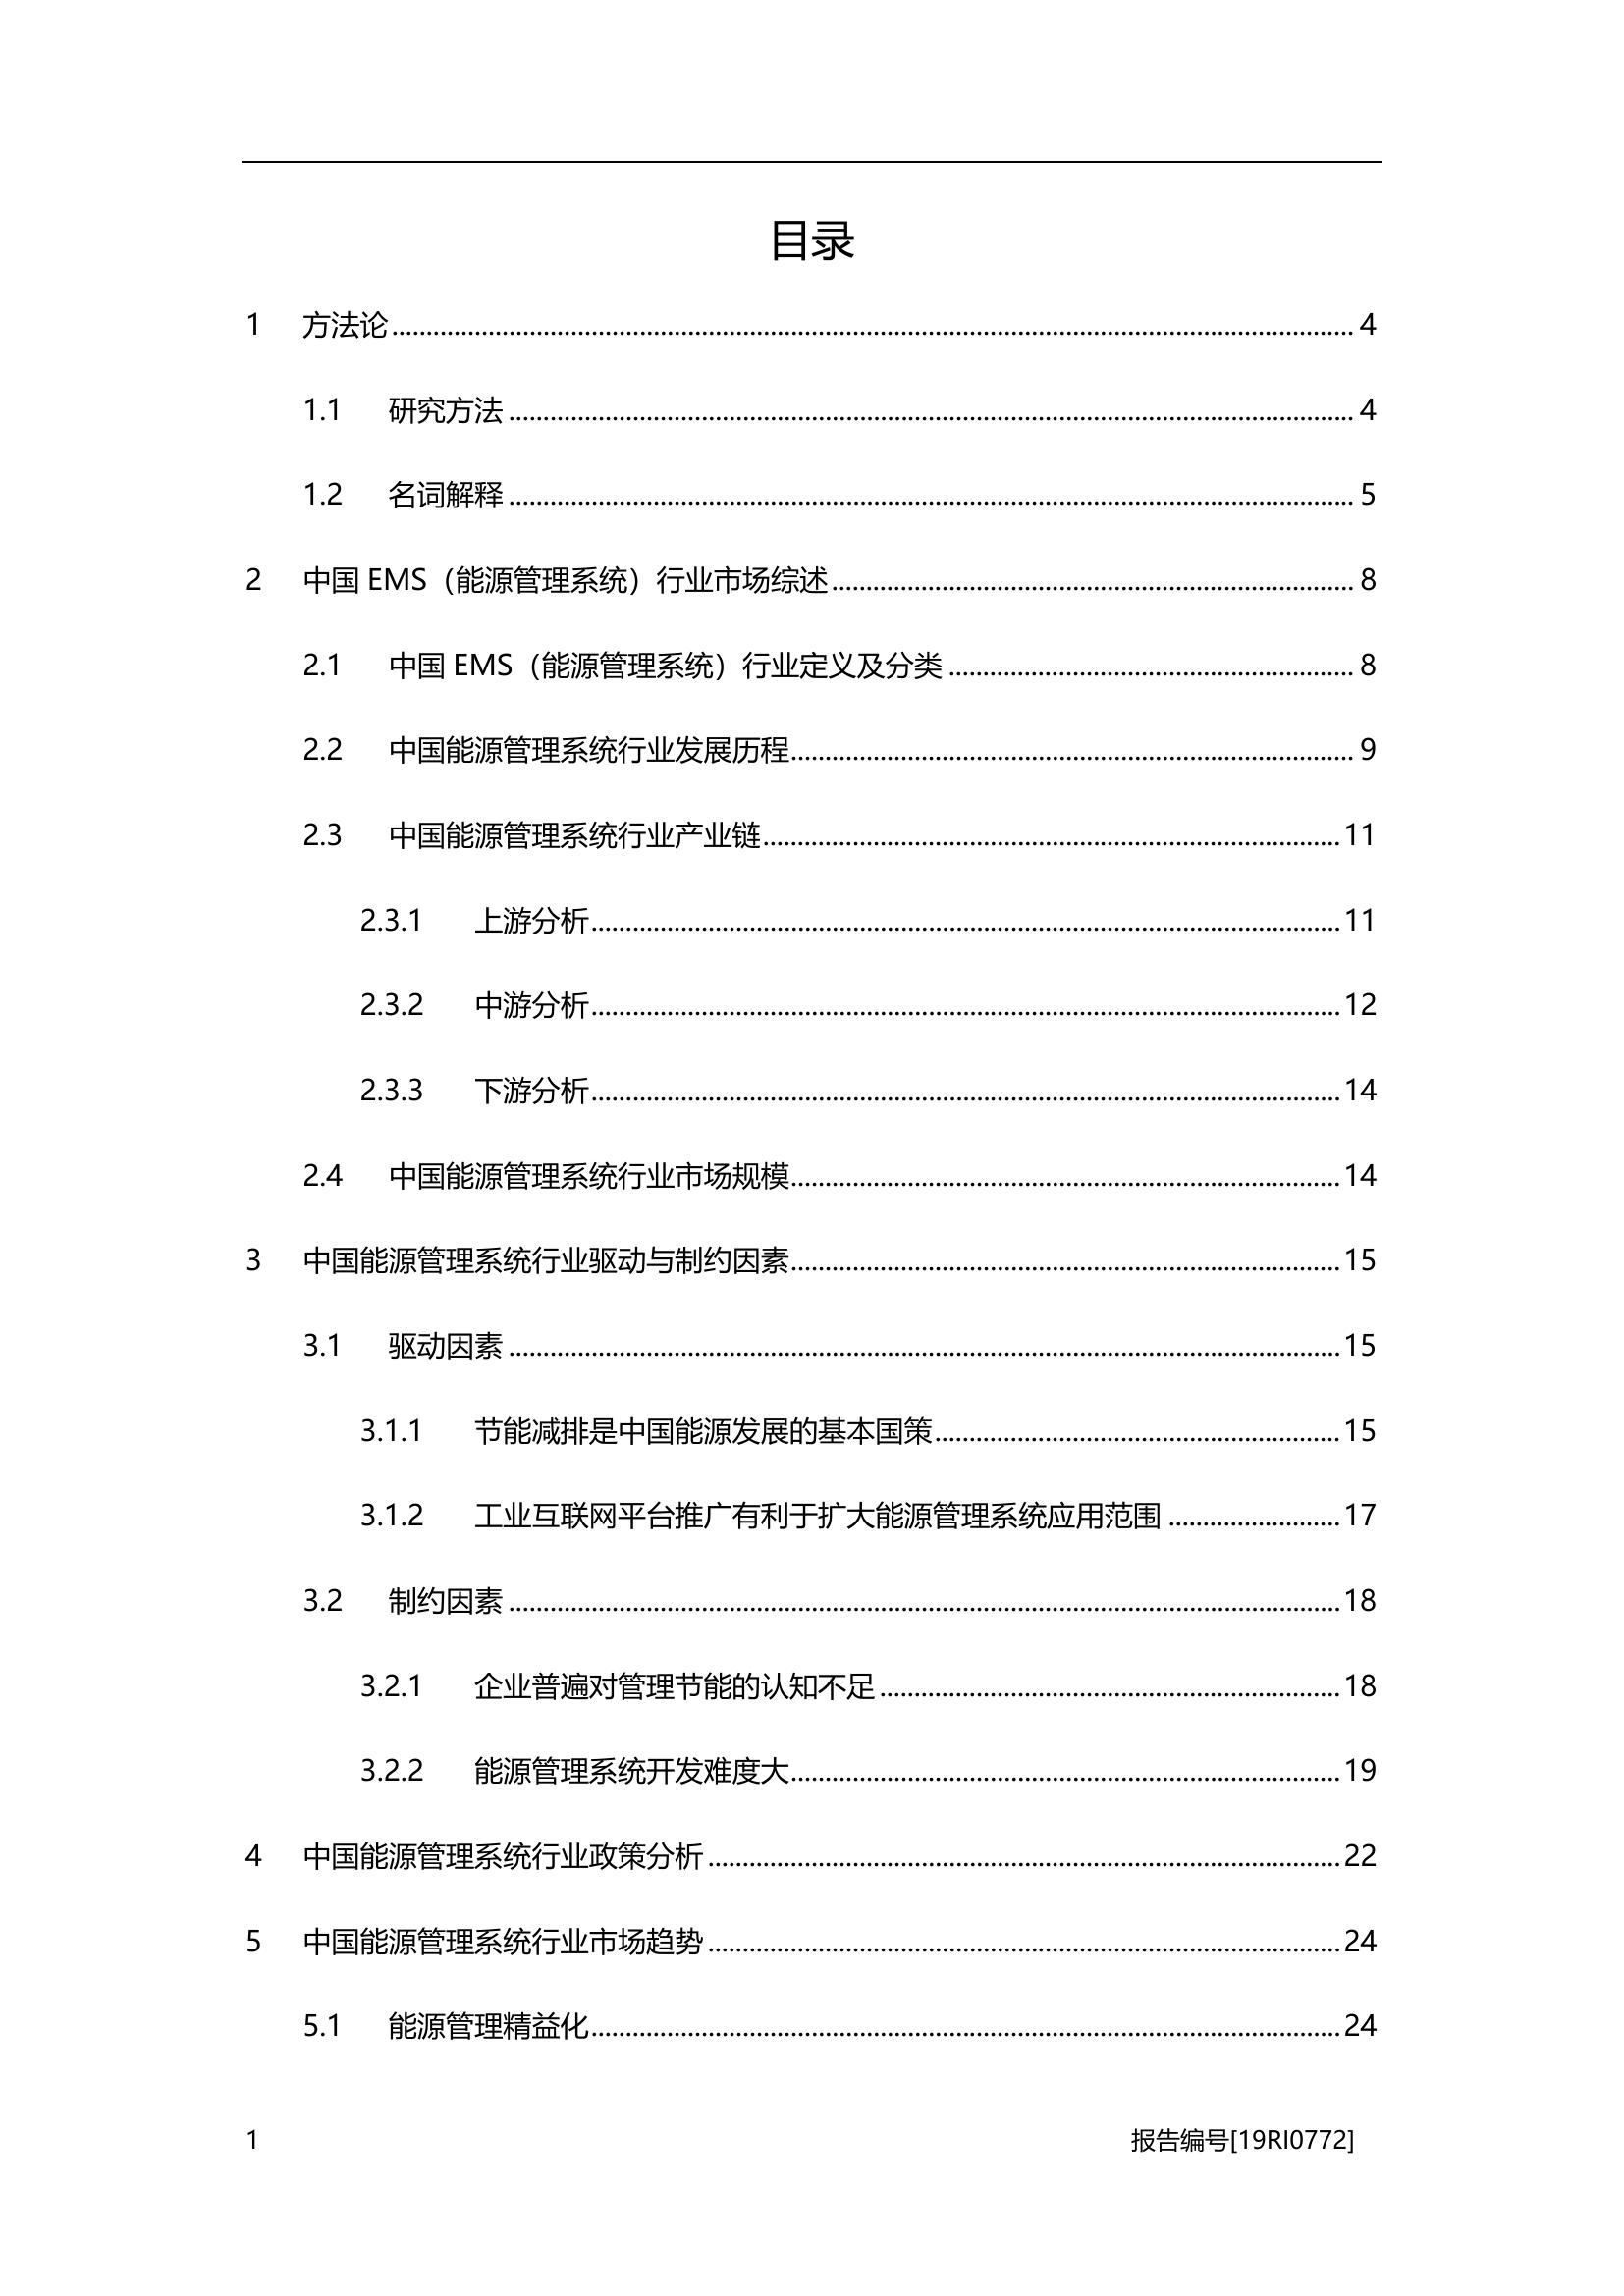 目录
1 方法论 4
1.1 研究方法 4
1.2 名词解释 5
2 中国 EMS（能源管理系统）行业市场综述 8
2.1 中国 EMS（能源管理系统）行业定义及分类 8
2.2 中国能源管理系统行业发展历程 9
2.3 中国能源管理系统行业产业链 11
2.3.1 上游分析 11
2.3.2 中游分析 12
2.3.3 下游分析 14
2.4 中国能源管理系统行业市场规模 14
3 中国能源管理系统行业驱动与制约因素 15
3.1 驱动因素 15
3.1.1 节能减排是中国能源发展的基本国策 15
3.1.2 工业互联网平台推广有利于扩大能源管理系统应用范围 17
3.2 制约因素 18
3.2.1 企业普遍对管理节能的认知不足 18
3.2.2 能源管理系统开发难度大 19
4 中国能源管理系统行业政策分析 22
5 中国能源管理系统行业市场趋势 24
5.1 能源管理精益化 24
1 报告编号[19RI0772]